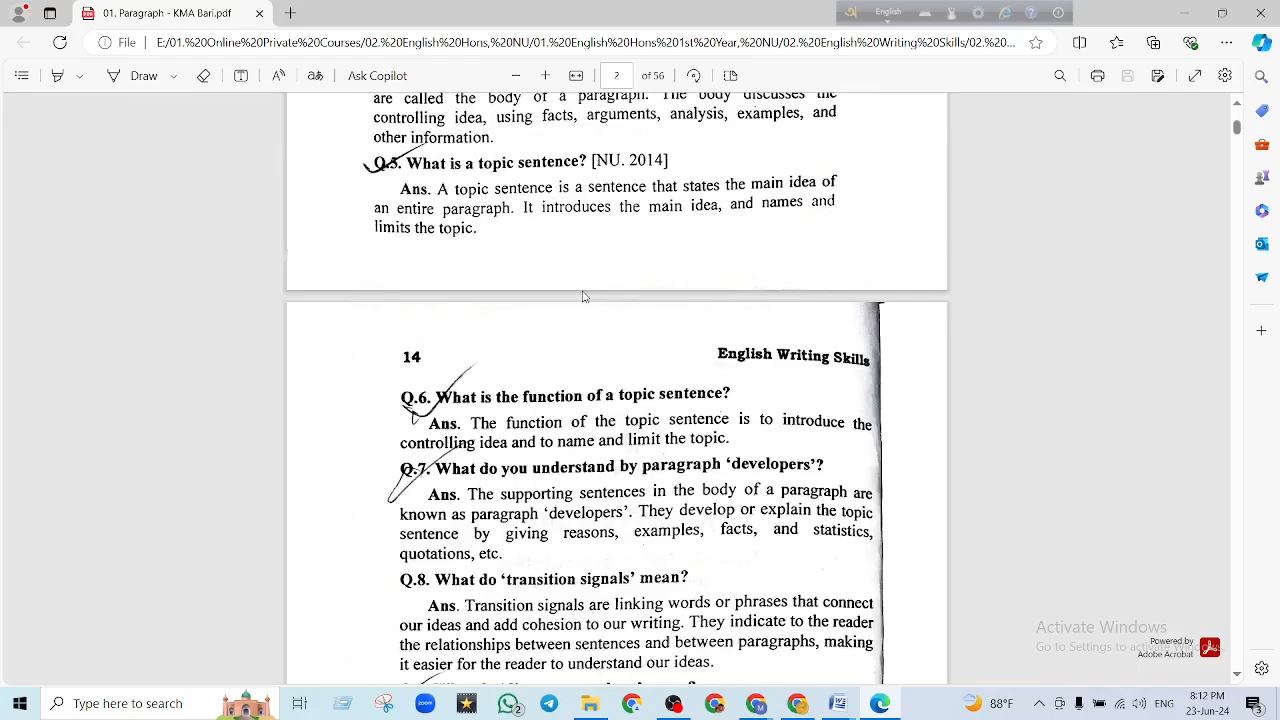 01. Paragraph - KMA Bari.pdf
English
File
E:/01.%20Online%20Private%20Courses/02.%20English%20Hons,%20NU/01.%20English%20Hons%201st%20Year,%20NU/02.%20English%20Writing%20Skills/02.%20...
Draw
Ask Copilot
2
of 56
are called the body of a paragraph. The body discusses the
controlling idea, using facts, arguments, analysis, examples, and
other information.
Q.5. What is a topic sentence? [NU. 2014]
Ans. A topic sentence is a sentence that states the main idea of
an entire paragraph. It introduces the main idea, and names and
limits the topic.
14
English Writing Skills
Q.6. What is the function of a topic sentence?
Ans. The function of the topic sentence is to introduce the
controlling idea and to name and limit the topic.
Q.7. What do you understand by paragraph ‘developers’?
Ans. The supporting sentences in the body of a paragraph are
known as paragraph ‘developers’. They develop or explain the topic
sentence by giving reasons, examples, facts, and statistics,
quotations, etc.
Q.8. What do ‘transition signals’ mean?
Ans. Transition signals are linking words or phrases that connect
our ideas and add cohesion to our writing. They indicate to the reader
the relationships between sentences and between paragraphs, making
it easier for the reader to understand our ideas.
Activate Windows
Go to Settings to activate
Powered by
Adobe Acrobat
Type here to search
zoom
2
88°F
8:12 PM
23-Jun-24
3